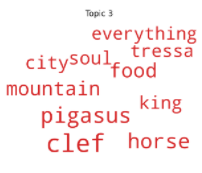 Topic 3
everything
tressa
city soul
food
mountain
king
pigasus
clef horse